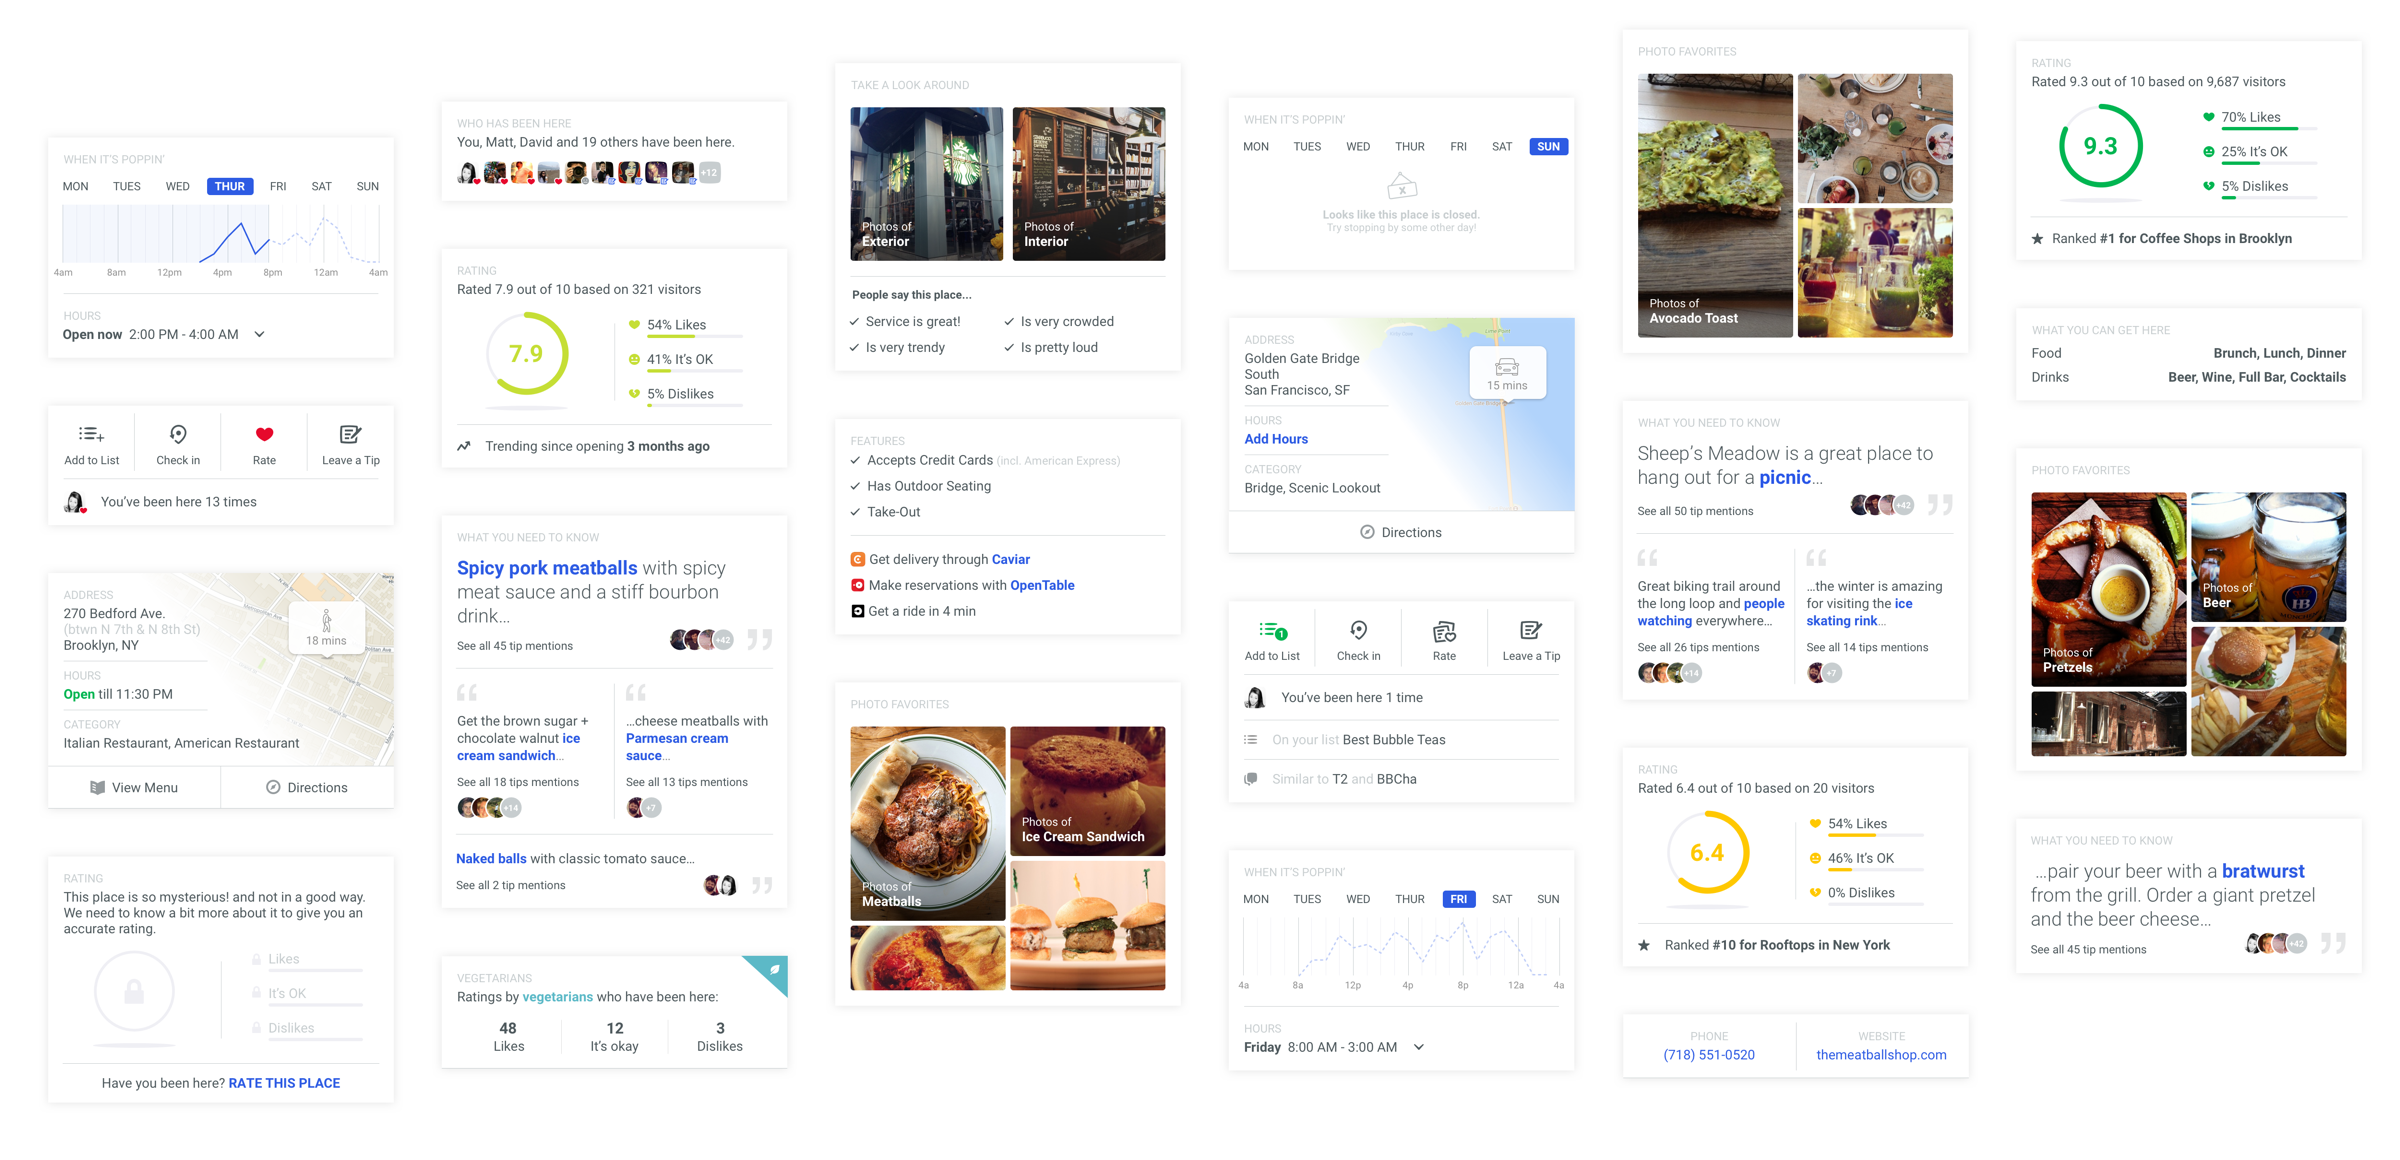 WHEN IT'S POPPIN'
MON TUES WED THUR FRI SAT SUN
4am 8am 12pm 4pm 8pm 12am 4am
HOURS
Open now 2:00 PM - 4:00 AM
Add to List Check in Rate Leave a Tip
You've been here 13 times
ADDRESS
270 Bedford Ave.
(btwn N 7th & N 8th St)
Brooklyn, NY
18 mins
HOURS
Open till 11:30 PM
CATEGORY
Italian Restaurant, American Restaurant
View Menu Directions
RATING
This place is so mysterious! and not in a good way.
We need to know a bit more about it to give you an
accurate rating.
Likes
It's OK
Dislikes
Have you been here? RATE THIS PLACE
WHO HAS BEEN HERE
You, Matt, David and 19 others have been here.
+12
RATING
Rated 7.9 out of 10 based on 321 visitors
7.9
54% Likes
41% It's OK
5% Dislikes
Trending since opening 3 months ago
WHAT YOU NEED TO KNOW
Spicy pork meatballs with spicy
meat sauce and a stiff bourbon
drink...
See all 45 tip mentions
+42
Get the brown sugar +
chocolate walnut ice
cream sandwich...
See all 18 tips mentions
+14
...cheese meatballs with
Parmesan cream
sauce...
See all 13 tips mentions
+7
Naked balls with classic tomato sauce...
See all 2 tip mentions
VEGETARIANS
Ratings by vegetarians who have been here:
48 12 3
Likes It's okay Dislikes
TAKE A LOOK AROUND
Photos of
Exterior
Photos of
Interior
People say this place...
Service is great! Is very crowded
Is very trendy Is pretty loud
FEATURES
Accepts Credit Cards (incl. American Express)
Has Outdoor Seating
Take-Out
Get delivery through Caviar
Make reservations with OpenTable
Get a ride in 4 min
PHOTO FAVORITES
Photos of
Meatballs
Photos of
Ice Cream Sandwich
WHEN IT'S POPPIN'
MON TUES WED THUR FRI SAT SUN
X
Looks like this place is closed.
Try stopping by some other day!
ADDRESS
Golden Gate Bridge
South
San Francisco, SF
15 mins
HOURS
Add Hours
CATEGORY
Bridge, Scenic Lookout
Directions
1
Add to List Check in Rate Leave a Tip
You've been here 1 time
On your list Best Bubble Teas
Similar to T2 and BBCha
WHEN IT'S POPPIN'
MON TUES WED THUR FRI SAT SUN
4a 8a 12p 4p 8p 12a 4a
HOURS
Friday 8:00 AM - 3:00 AM
PHOTO FAVORITES
Photos of
Avocado Toast
WHAT YOU NEED TO KNOW
Sheep's Meadow is a great place to
hang out for a picnic...
See all 50 tip mentions
+42
Great biking trail around
the long loop and people
watching everywhere...
See all 26 tips mentions
+14
...the winter is amazing
for visiting the ice
skating rink...
See all 14 tips mentions
+7
RATING
Rated 6.4 out of 10 based on 20 visitors
6.4
54% Likes
46% It's OK
0% Dislikes
Ranked #10 for Rooftops in New York
PHONE WEBSITE
(718) 551-0520 themeatballshop.com
RATING
Rated 9.3 out of 10 based on 9,687 visitors
9.3
70% Likes
25% It's OK
5% Dislikes
Ranked #1 for Coffee Shops in Brooklyn
WHAT YOU CAN GET HERE
Food Brunch, Lunch, Dinner
Drinks Beer, Wine, Full Bar, Cocktails
PHOTO FAVORITES
Photos of
Pretzels
Photos of
Beer
HB
WHAT YOU NEED TO KNOW
...pair your beer with a bratwurst
from the grill. Order a giant pretzel
and the beer cheese...
See all 45 tip mentions
+42